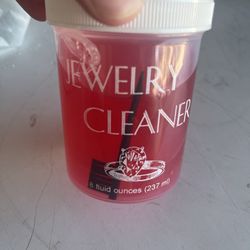 JEWELRY
CLEANER
8 fluid ounces (237 ml)